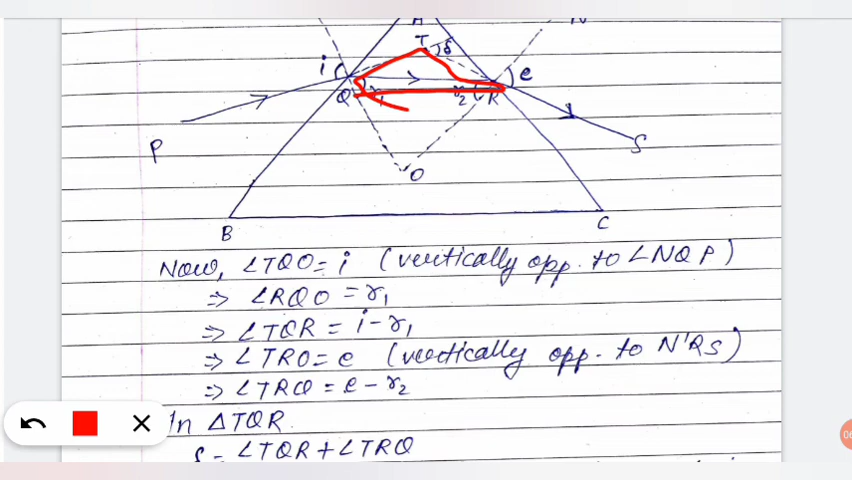 A
T
δ
i
e
Q
r1
r2
R
P
S
O
B
C
Now, ∠TQO = i (vertically opp. to ∠NQP)
⇒ ∠RQO = r1
⇒ ∠TQR = i - r1
⇒ ∠TRO = e (vertically opp. to N'RS)
⇒ ∠TRQ = e - r2
In ΔTQR
δ = ∠TQR + ∠TRQ
06